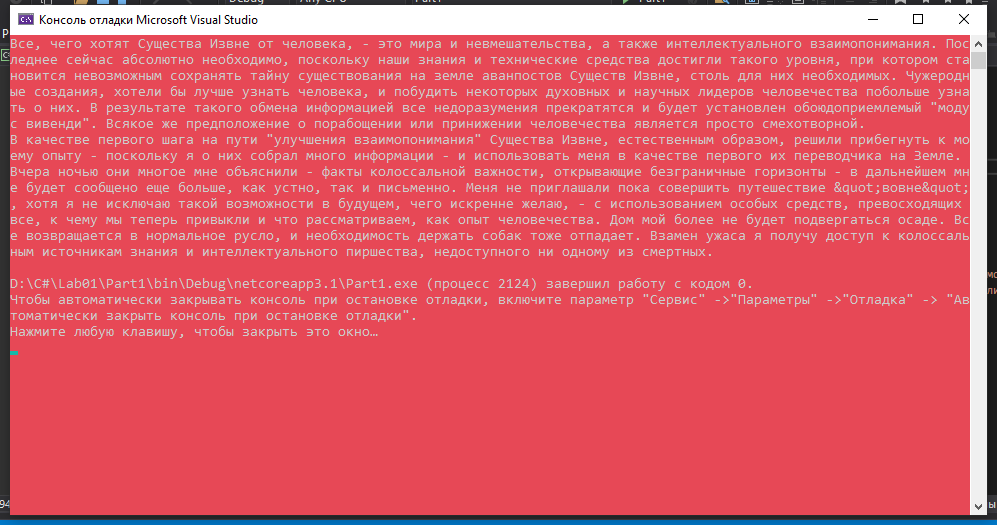 Консоль отладки Microsoft Visual Studio
Все, чего хотят Существа Извне от человека, - это мира и невмешательства, а также интеллектуального взаимопонимания. Пос
леднее сейчас абсолютно необходимо, поскольку наши знания и технические средства достигли такого уровня, при котором ста
новится невозможным сохранять тайну существования на земле аванпостов Существ Извне, столь для них необходимых. Чужеродн
ые создания, хотели бы лучше узнать человека, и побудить некоторых духовных и научных лидеров человечества побольше узна
ть о них. В результате такого обмена информацией все недоразумения прекратятся и будет установлен обоюдоприемлемый "моду
с вивенди". Всякое же предположение о порабощении или принижении человечества является просто смехотворной.
В качестве первого шага на пути "улучшения взаимопонимания" Существа Извне, естественным образом, решили прибегнуть к мо
ему опыту - поскольку я о них собрал много информации - и использовать меня в качестве первого их переводчика на Земле.
Вчера ночью они многое мне объяснили - факты колоссальной важности, открывающие безграничные горизонты - в дальнейшем мн
е будет сообщено еще больше, как устно, так и письменно. Меня не приглашали пока совершить путешествие &quot;вовне&quot;
, хотя я не исключаю такой возможности в будущем, чего искренне желаю, - с использованием особых средств, превосходящих
все, к чему мы теперь привыкли и что рассматриваем, как опыт человечества. Дом мой более не будет подвергаться осаде. Вс
е возвращается в нормальное русло, и необходимость держать собак тоже отпадает. Взамен ужаса я получу доступ к колоссаль
ным источникам знания и интеллектуального пиршества, недоступного ни одному из смертных.
D:\C#\Lab01\Part1\bin\Debug\netcoreapp3.1\Part1.exe (процесс 2124) завершил работу с кодом 0.
Чтобы автоматически закрывать консоль при остановке отладки, включите параметр "Сервис" ->"Параметры" ->"Отладка" -> "Ав
томатически закрыть консоль при остановке отладки".
Нажмите любую клавишу, чтобы закрыть это окно…